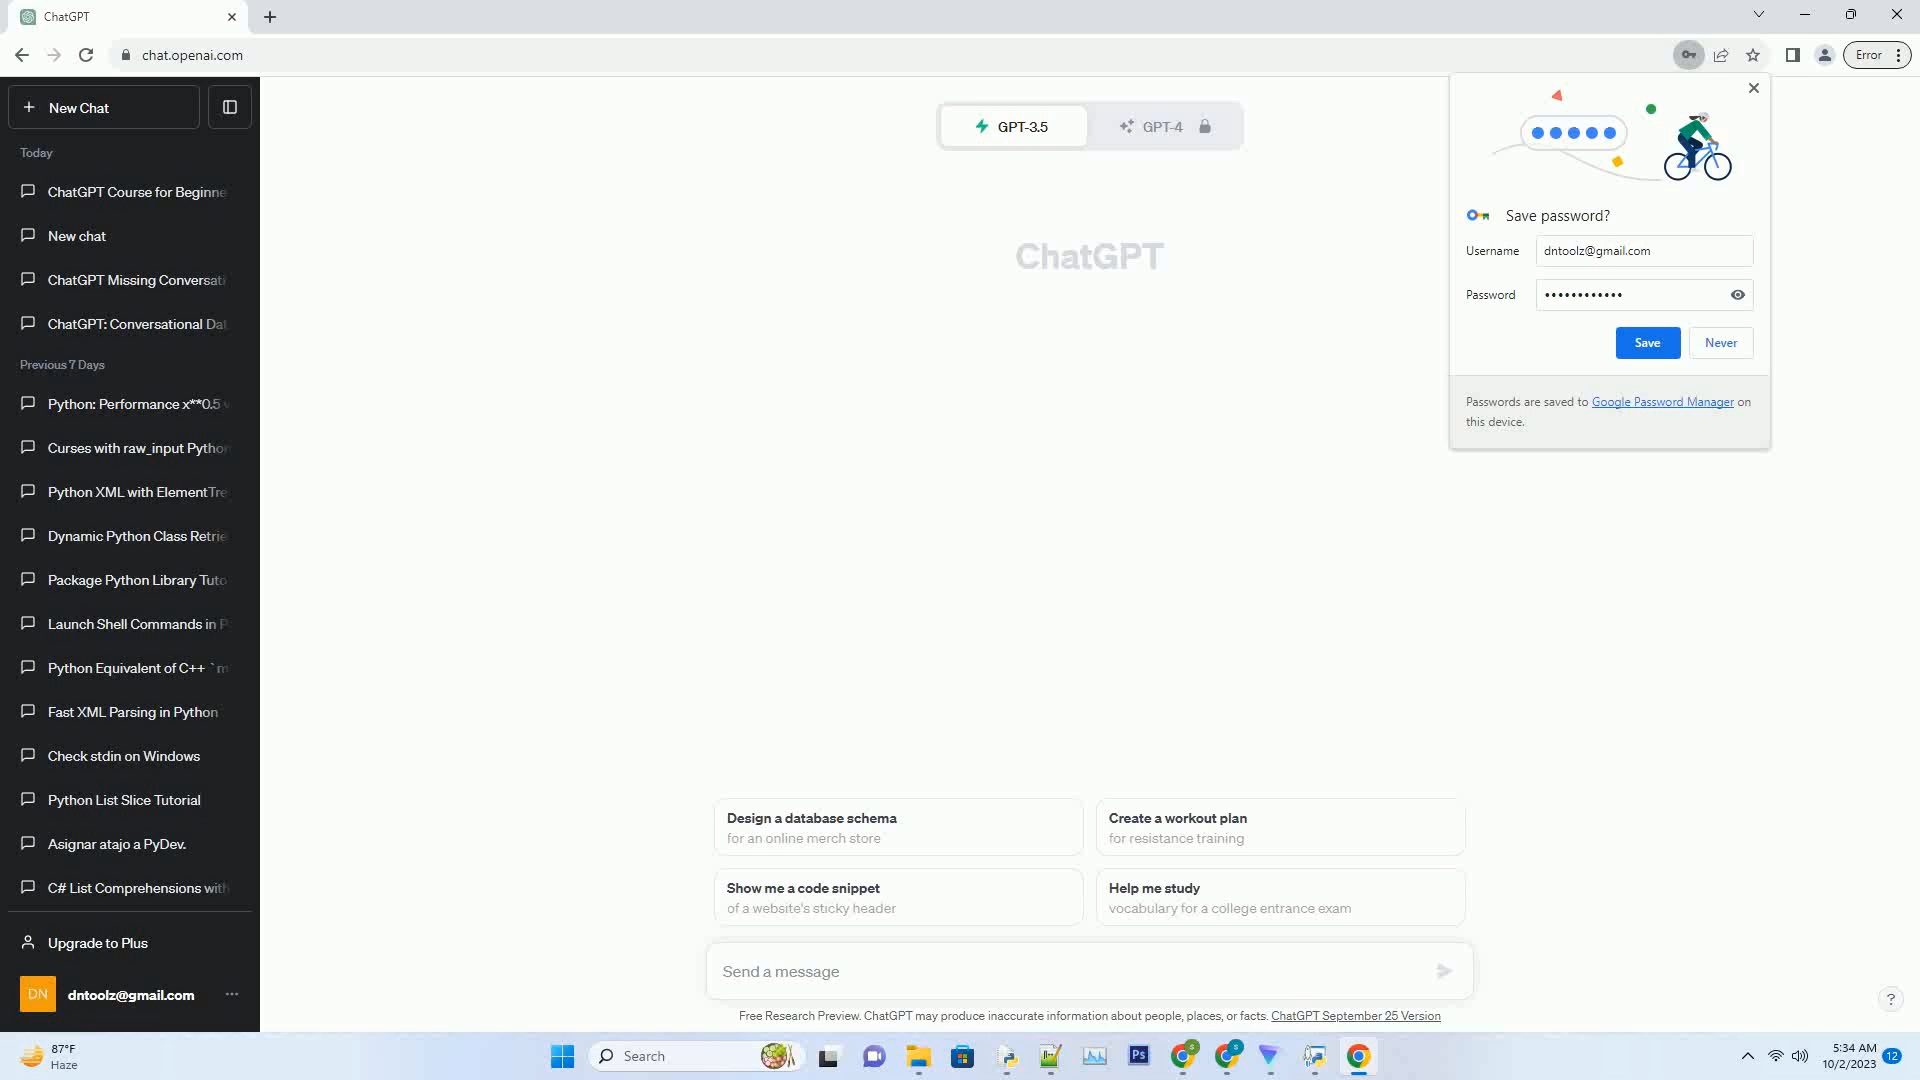 ChatGPT
chat.openai.com
Error
New Chat
Today
ChatGPT Course for Beginne
New chat
ChatGPT Missing Conversati
ChatGPT: Conversational Da
Previous 7 Days
Python: Performance x**0.5 v
Curses with raw_input Python
Python XML with ElementTre
Dynamic Python Class Retrie
Package Python Library Tuto
Launch Shell Commands in P
Python Equivalent of C++ `m
Fast XML Parsing in Python
Check stdin on Windows
Python List Slice Tutorial
Asignar atajo a PyDev.
C# List Comprehensions with
Upgrade to Plus
DN
dntoolz@gmail.com
GPT-3.5
GPT-4
ChatGPT
Save password?
Username
dntoolz@gmail.com
Password
••••••••••••
Save
Never
Passwords are saved to Google Password Manager on
this device.
Design a database schema
for an online merch store
Create a workout plan
for resistance training
Show me a code snippet
of a website's sticky header
Help me study
vocabulary for a college entrance exam
Send a message
Free Research Preview. ChatGPT may produce inaccurate information about people, places, or facts. ChatGPT September 25 Version
?
87°F
Haze
Search
Ps
S
S
5:34 AM
10/2/2023
12